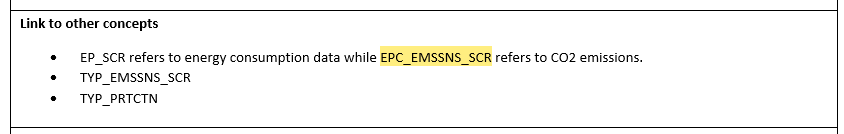 Link to other concepts
• EP_SCR refers to energy consumption data while EPC_EMSSNS_SCR refers to CO2 emissions.
• TYP_EMSSNS_SCR
• TYP_PRTCTN